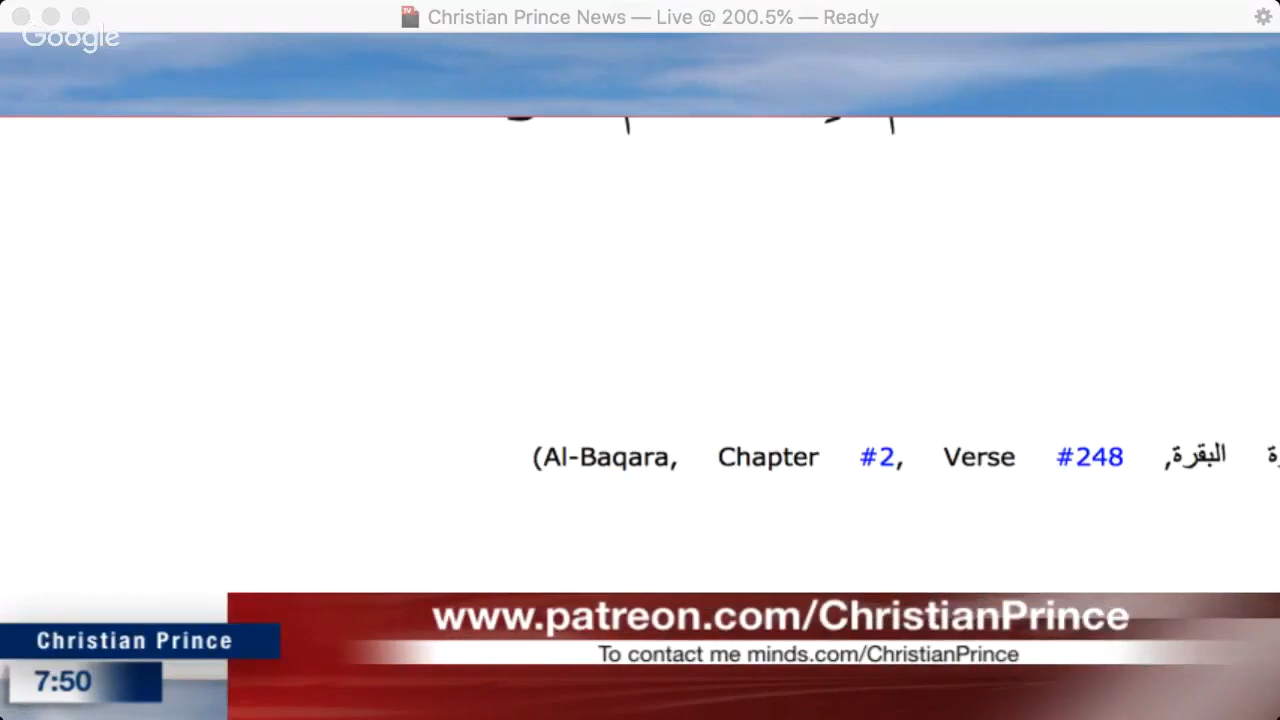 Christian Prince News — Live @ 200.5% — Ready
Google
(Al-Baqara, Chapter #2, Verse #248 ,البقرة
www.patreon.com/ChristianPrince
Christian Prince
To contact me minds.com/ChristianPrince
7:50